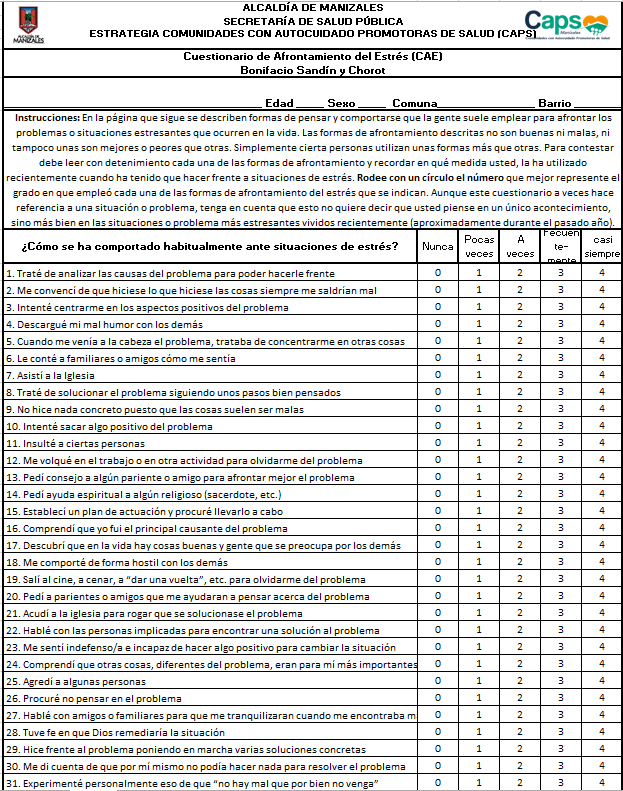 ALCALDÍA DE MANIZALES
SECRETARÍA DE SALUD PÚBLICA
ESTRATEGIA COMUNIDADES CON AUTOCUIDADO PROMOTORAS DE SALUD (CAPS)
ALCALDÍA DE
MANIZALES
Caps
Manizales
Comunidades con Autocuidado Promotoras de Salud
Cuestionario de Afrontamiento del Estrés (CAE)
Bonifacio Sandín y Chorot
Edad Sexo Comuna Barrio
Instrucciones: En la página que sigue se describen formas de pensar y comportarse que la gente suele emplear para afrontar los
problemas o situaciones estresantes que ocurren en la vida. Las formas de afrontamiento descritas no son buenas ni malas, ni
tampoco unas son mejores o peores que otras. Simplemente cierta personas utilizan unas formas más que otras. Para contestar
debe leer con detenimiento cada una de las formas de afrontamiento y recordar en qué medida usted, la ha utilizado
recientemente cuando ha tenido que hacer frente a situaciones de estrés. Rodee con un círculo el número que mejor represente el
grado en que empleó cada una de las formas de afrontamiento del estrés que se indican. Aunque este cuestionario a veces hace
referencia a una situación o problema, tenga en cuenta que esto no quiere decir que usted piense en un único acontecimiento,
sino más bien en las situaciones o problema más estresantes vividos recientemente (aproximadamente durante el pasado año).
¿Cómo se ha comportado habitualmente ante situaciones de estrés? Nunca Pocas veces A veces Frecuen te- mente casi siempre
1. Traté de analizar las causas del problema para poder hacerle frente 0 1 2 3 4
2. Me convencí de que hiciese lo que hiciese las cosas siempre me saldrían mal 0 1 2 3 4
3. Intenté centrarme en los aspectos positivos del problema 0 1 2 3 4
4. Descargué mi mal humor con los demás 0 1 2 3 4
5. Cuando me venía a la cabeza el problema, trataba de concentrarme en otras cosas 0 1 2 3 4
6. Le conté a familiares o amigos cómo me sentía 0 1 2 3 4
7. Asistí a la Iglesia 0 1 2 3 4
8. Traté de solucionar el problema siguiendo unos pasos bien pensados 0 1 2 3 4
9. No hice nada concreto puesto que las cosas suelen ser malas 0 1 2 3 4
10. Intenté sacar algo positivo del problema 0 1 2 3 4
11. Insulté a ciertas personas 0 1 2 3 4
12. Me volqué en el trabajo o en otra actividad para olvidarme del problema 0 1 2 3 4
13. Pedí consejo a algún pariente o amigo para afrontar mejor el problema 0 1 2 3 4
14. Pedí ayuda espiritual a algún religioso (sacerdote, etc.) 0 1 2 3 4
15. Establecí un plan de actuación y procuré llevarlo a cabo 0 1 2 3 4
16. Comprendí que yo fui el principal causante del problema 0 1 2 3 4
17. Descubrí que en la vida hay cosas buenas y gente que se preocupa por los demás 0 1 2 3 4
18. Me comporté de forma hostil con los demás 0 1 2 3 4
19. Salí al cine, a cenar, a “dar una vuelta”, etc. para olvidarme del problema 0 1 2 3 4
20. Pedí a parientes o amigos que me ayudaran a pensar acerca del problema 0 1 2 3 4
21. Acudí a la iglesia para rogar que se solucionase el problema 0 1 2 3 4
22. Hablé con las personas implicadas para encontrar una solución al problema 0 1 2 3 4
23. Me sentí indefenso/a e incapaz de hacer algo positivo para cambiar la situación 0 1 2 3 4
24. Comprendí que otras cosas, diferentes del problema, eran para mí más importantes 0 1 2 3 4
25. Agredí a algunas personas 0 1 2 3 4
26. Procuré no pensar en el problema 0 1 2 3 4
27. Hablé con amigos o familiares para que me tranquilizaran cuando me encontraba m 0 1 2 3 4
28. Tuve fe en que Dios remediaría la situación 0 1 2 3 4
29. Hice frente al problema poniendo en marcha varias soluciones concretas 0 1 2 3 4
30. Me di cuenta de que por mí mismo no podía hacer nada para resolver el problema 0 1 2 3 4
31. Experimenté personalmente eso de que “no hay mal que por bien no venga” 0 1 2 3 4